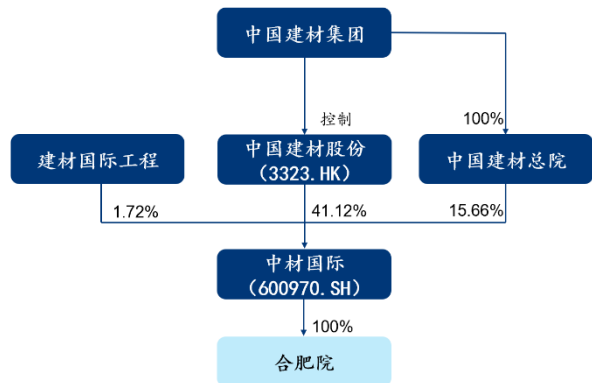 中国建材集团
控制
100%
建材国际工程
中国建材股份
（3323.HK）
中国建材总院
1.72%
41.12%
15.66%
中材国际
（600970.SH）
100%
合肥院